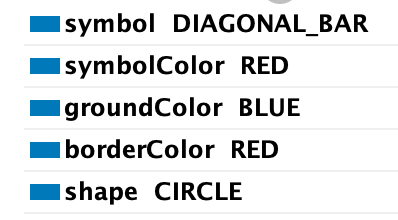 symbol DIAGONAL_BAR
symbolColor RED
groundColor BLUE
borderColor RED
shape CIRCLE